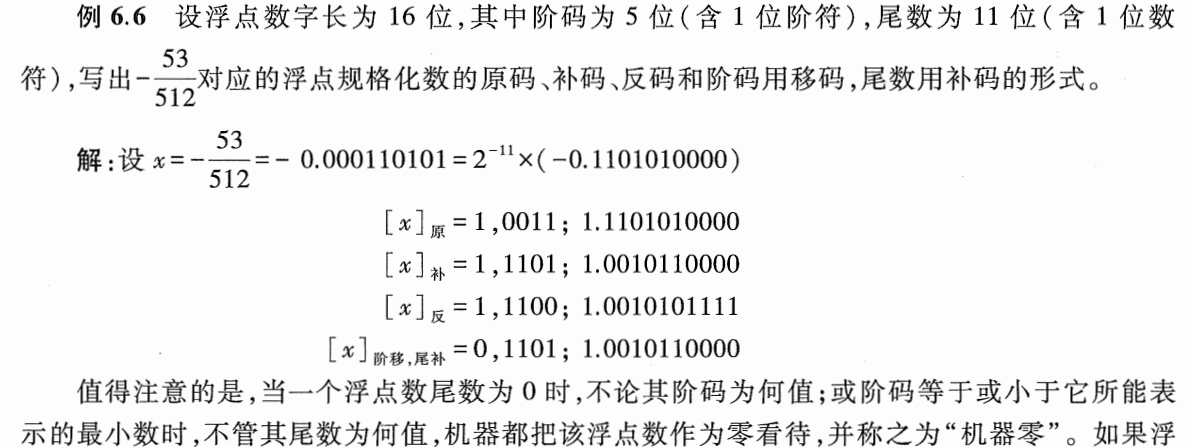 例 6.6 设浮点数字长为 16 位,其中阶码为 5 位(含 1 位阶符),尾数为 11 位(含 1 位数
符),写出-53/512对应的浮点规格化数的原码、补码、反码和阶码用移码,尾数用补码的形式。
解:设 x=-53/512=- 0.000110101=2⁻¹¹×(-0.1101010000)
[x]原=1,0011; 1.1101010000
[x]补=1,1101; 1.0010110000
[x]反=1,1100; 1.0010101111
[x]阶移,尾补=0,1101; 1.0010110000
值得注意的是,当一个浮点数尾数为 0 时,不论其阶码为何值;或阶码等于或小于它所能表
示的最小数时,不管其尾数为何值,机器都把该浮点数作为零看待,并称之为“机器零”。如果浮